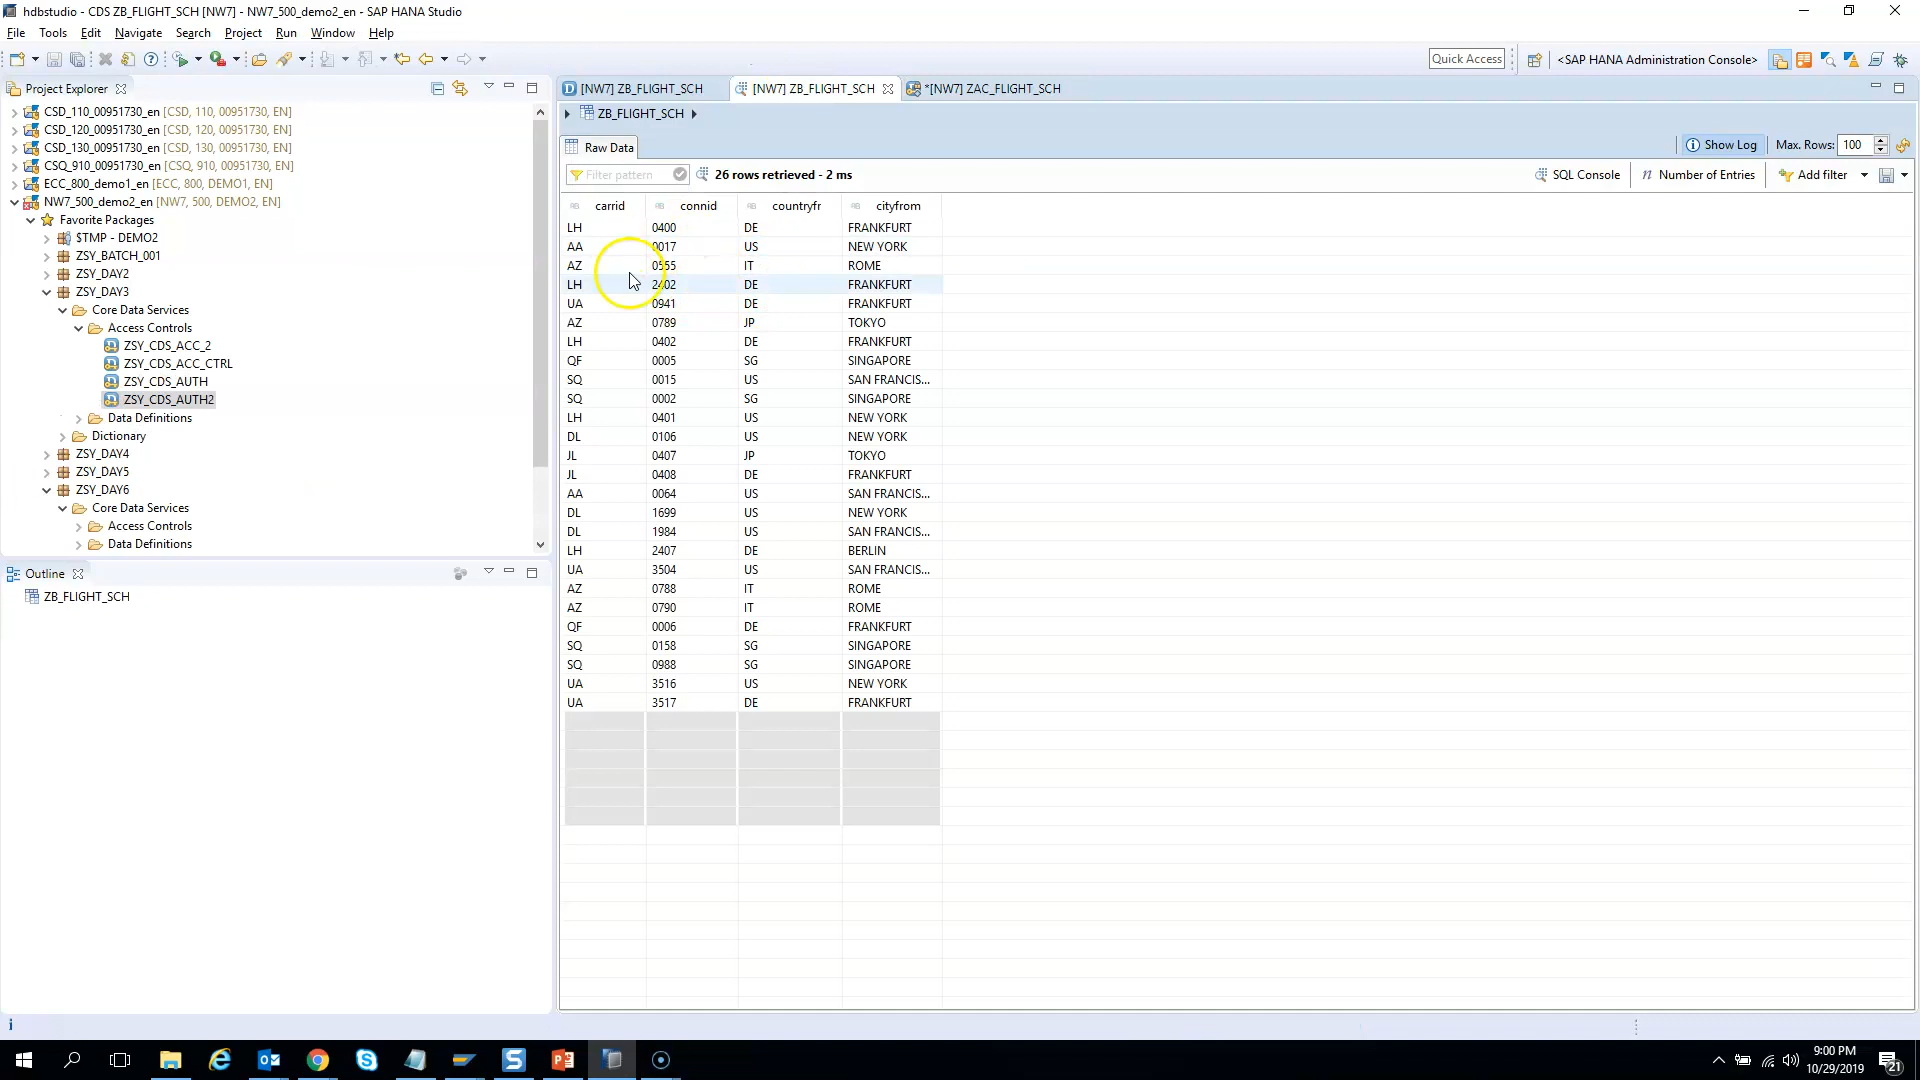 hdbstudio - CDS ZB_FLIGHT_SCH [NW7] - NW7_500_demo2_en - SAP HANA Studio
File Tools Edit Navigate Search Project Run Window Help
Quick Access <SAP HANA Administration Console>
Project Explorer
[NW7] ZB_FLIGHT_SCH [NW7] ZB_FLIGHT_SCH *[NW7] ZAC_FLIGHT_SCH
CSD_110_00951730_en [CSD, 110, 00951730, EN]
CSD_120_00951730_en [CSD, 120, 00951730, EN]
CSD_130_00951730_en [CSD, 130, 00951730, EN]
CSQ_910_00951730_en [CSQ, 910, 00951730, EN]
ECC_800_demo1_en [ECC, 800, DEMO1, EN]
NW7_500_demo2_en [NW7, 500, DEMO2, EN]
Favorite Packages
$TMP - DEMO2
ZSY_BATCH_001
ZSY_DAY2
ZSY_DAY3
Core Data Services
Access Controls
ZSY_CDS_ACC_2
ZSY_CDS_ACC_CTRL
ZSY_CDS_AUTH
ZSY_CDS_AUTH2
Data Definitions
Dictionary
ZSY_DAY4
ZSY_DAY5
ZSY_DAY6
Core Data Services
Access Controls
Data Definitions
Outline
ZB_FLIGHT_SCH
ZB_FLIGHT_SCH
Raw Data Show Log Max. Rows: 100
Filter pattern 26 rows retrieved - 2 ms SQL Console Number of Entries Add filter
carrid connid countryfr cityfrom
LH 0400 DE FRANKFURT
AA 0017 US NEW YORK
AZ 0555 IT ROME
LH 2402 DE FRANKFURT
UA 0941 DE FRANKFURT
AZ 0789 JP TOKYO
LH 0402 DE FRANKFURT
QF 0005 SG SINGAPORE
SQ 0015 US SAN FRANCIS...
SQ 0002 SG SINGAPORE
LH 0401 US NEW YORK
DL 0106 US NEW YORK
JL 0407 JP TOKYO
JL 0408 DE FRANKFURT
AA 0064 US SAN FRANCIS...
DL 1699 US NEW YORK
DL 1984 US SAN FRANCIS...
LH 2407 DE BERLIN
UA 3504 US SAN FRANCIS...
AZ 0788 IT ROME
AZ 0790 IT ROME
QF 0006 DE FRANKFURT
SQ 0158 SG SINGAPORE
SQ 0988 SG SINGAPORE
UA 3516 US NEW YORK
UA 3517 DE FRANKFURT
9:00 PM
10/29/2019
21